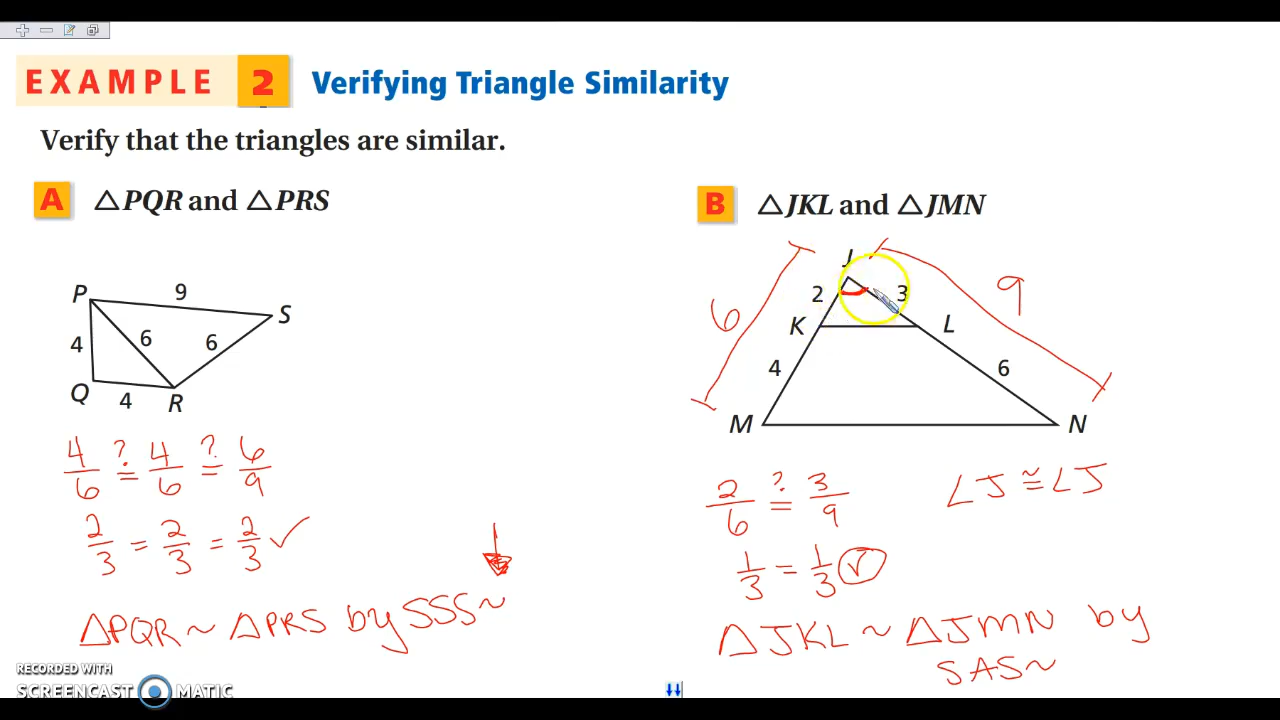 EXAMPLE 2 Verifying Triangle Similarity
Verify that the triangles are similar.
A △PQR and △PRS
P 9 S
4 6 6
Q 4 R
4/6 ?= 4/6 ?= 6/9
2/3 = 2/3 = 2/3 ✓
△PQR ~ △PRS by SSS~
B △JKL and △JMN
J
2 3
6 9
K L
4 6
M N
2/6 ?= 3/9
∠J ≅ ∠J
1/3 = 1/3 ✓
△JKL ~ △JMN by
SAS~
RECORDED WITH
SCREENCAST MATIC